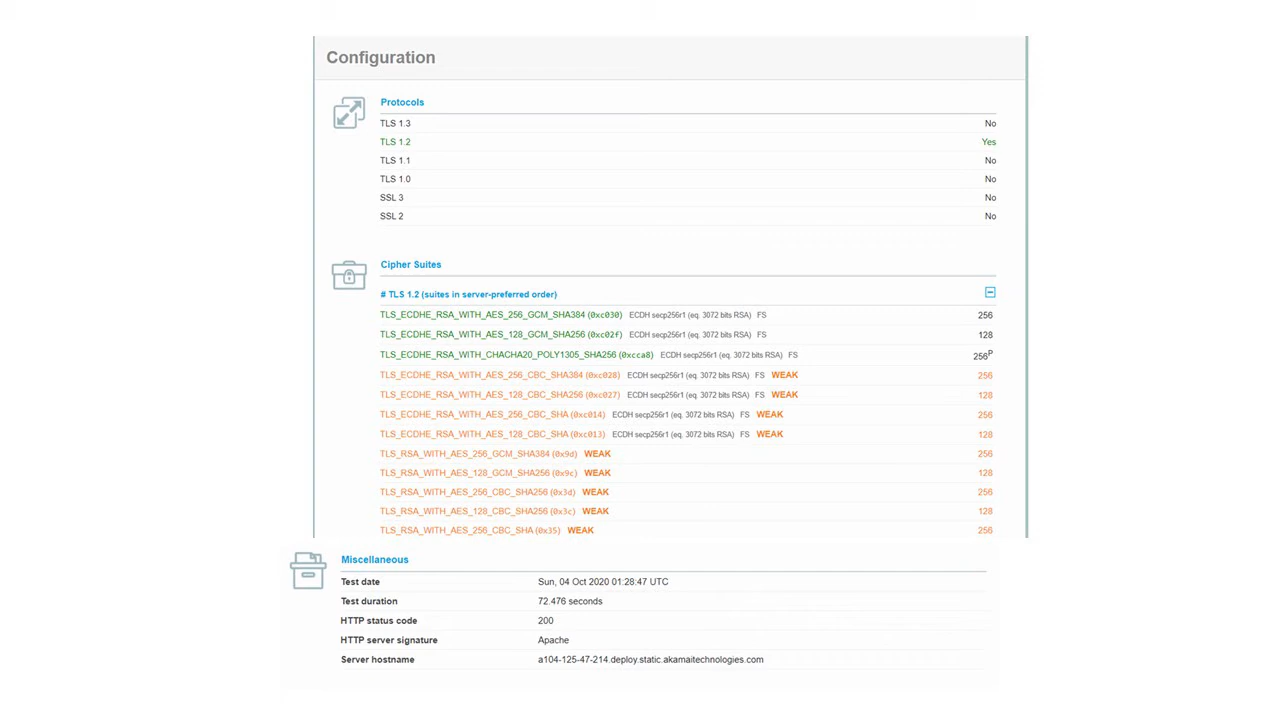 Configuration
Protocols
TLS 1.3 No
TLS 1.2 Yes
TLS 1.1 No
TLS 1.0 No
SSL 3 No
SSL 2 No
Cipher Suites
# TLS 1.2 (suites in server-preferred order)
TLS_ECDHE_RSA_WITH_AES_256_GCM_SHA384 (0xc030) ECDH secp256r1 (eq. 3072 bits RSA) FS 256
TLS_ECDHE_RSA_WITH_AES_128_GCM_SHA256 (0xc02f) ECDH secp256r1 (eq. 3072 bits RSA) FS 128
TLS_ECDHE_RSA_WITH_CHACHA20_POLY1305_SHA256 (0xcca8) ECDH secp256r1 (eq. 3072 bits RSA) FS 256P
TLS_ECDHE_RSA_WITH_AES_256_CBC_SHA384 (0xc028) ECDH secp256r1 (eq. 3072 bits RSA) FS WEAK 256
TLS_ECDHE_RSA_WITH_AES_128_CBC_SHA256 (0xc027) ECDH secp256r1 (eq. 3072 bits RSA) FS WEAK 128
TLS_ECDHE_RSA_WITH_AES_256_CBC_SHA (0xc014) ECDH secp256r1 (eq. 3072 bits RSA) FS WEAK 256
TLS_ECDHE_RSA_WITH_AES_128_CBC_SHA (0xc013) ECDH secp256r1 (eq. 3072 bits RSA) FS WEAK 128
TLS_RSA_WITH_AES_256_GCM_SHA384 (0x9d) WEAK 256
TLS_RSA_WITH_AES_128_GCM_SHA256 (0x9c) WEAK 128
TLS_RSA_WITH_AES_256_CBC_SHA256 (0x3d) WEAK 256
TLS_RSA_WITH_AES_128_CBC_SHA256 (0x3c) WEAK 128
TLS_RSA_WITH_AES_256_CBC_SHA (0x35) WEAK 256
Miscellaneous
Test date Sun, 04 Oct 2020 01:28:47 UTC
Test duration 72.476 seconds
HTTP status code 200
HTTP server signature Apache
Server hostname a104-125-47-214.deploy.static.akamaitechnologies.com